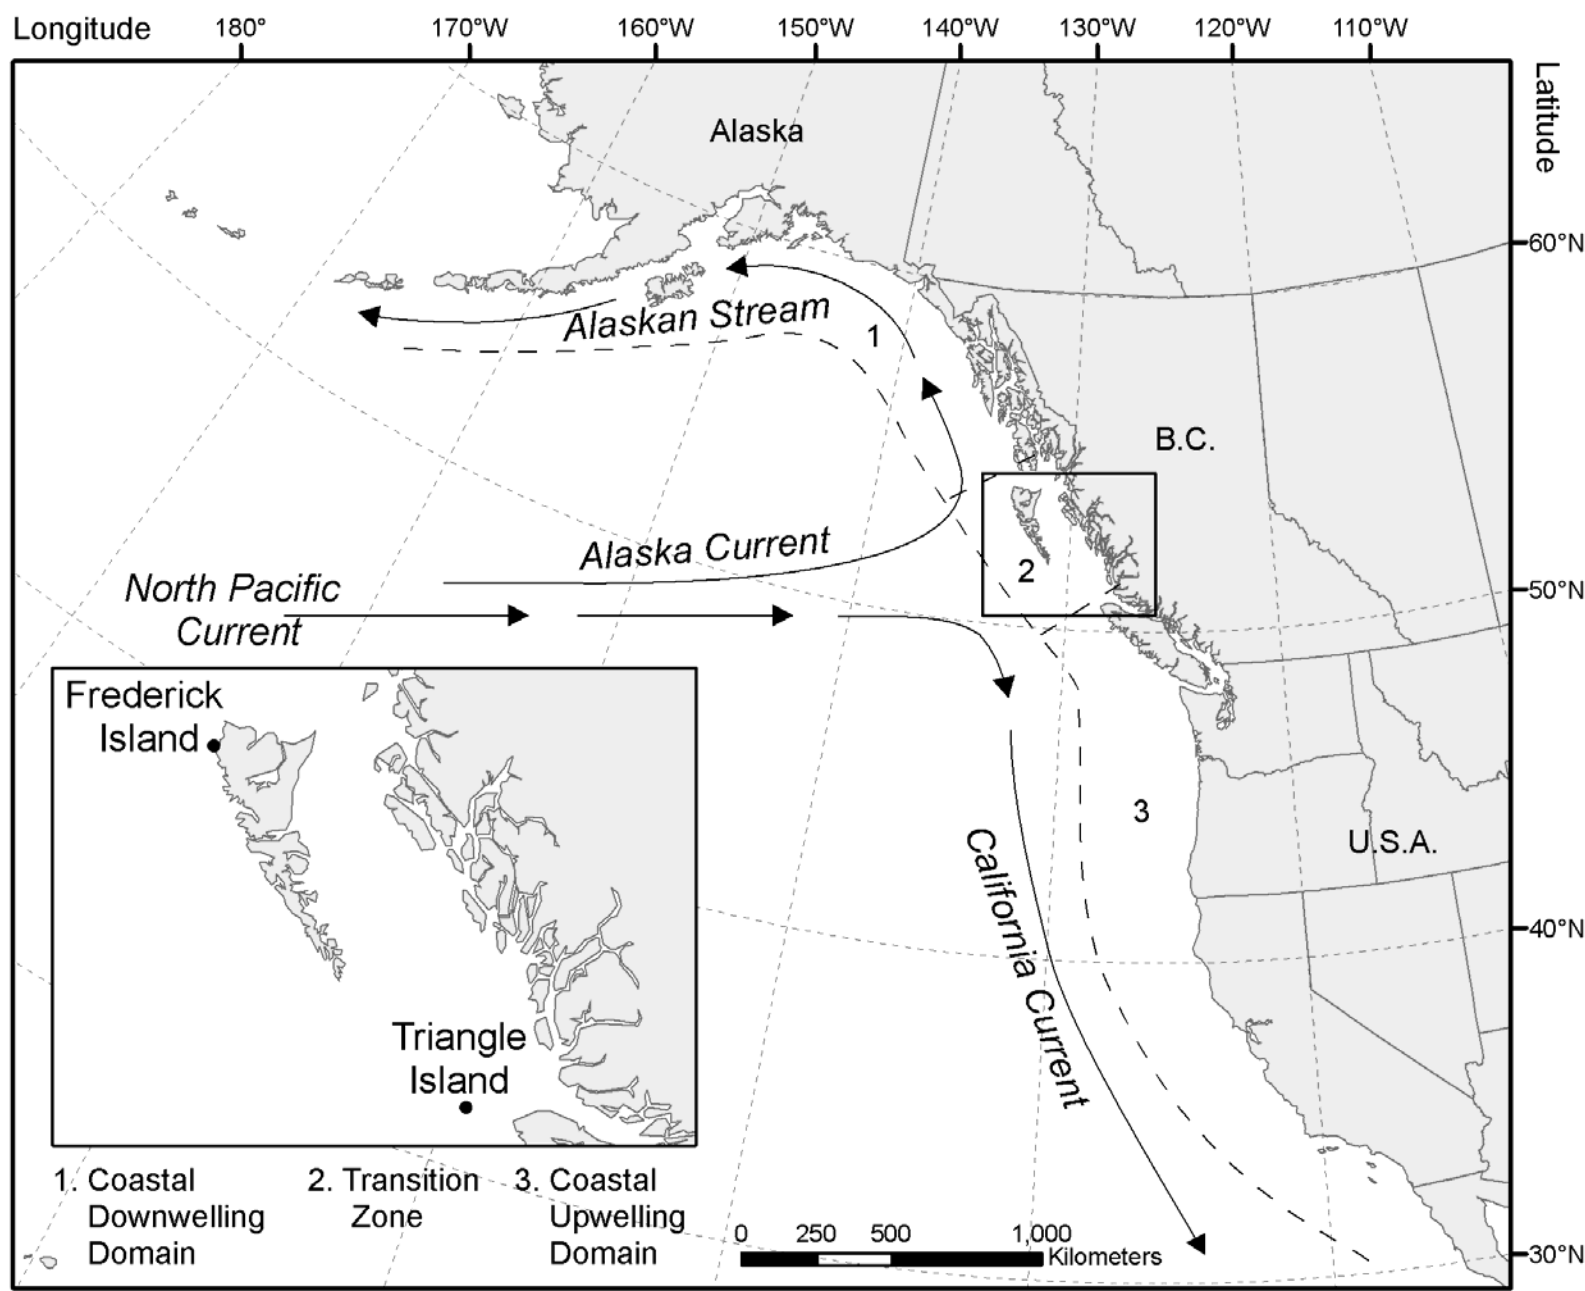 Longitude
180°
170°W
160°W
150°W
140°W
130°W
120°W
110°W
Latitude
Alaska
60°N
Alaskan Stream
1
B.C.
Alaska Current
2
50°N
North Pacific
Current
Frederick
Island
3
U.S.A.
California Current
40°N
Triangle
Island
1. Coastal
Downwelling
Domain
2. Transition
Zone
3. Coastal
Upwelling
Domain
0 250 500 1,000
Kilometers
30°N